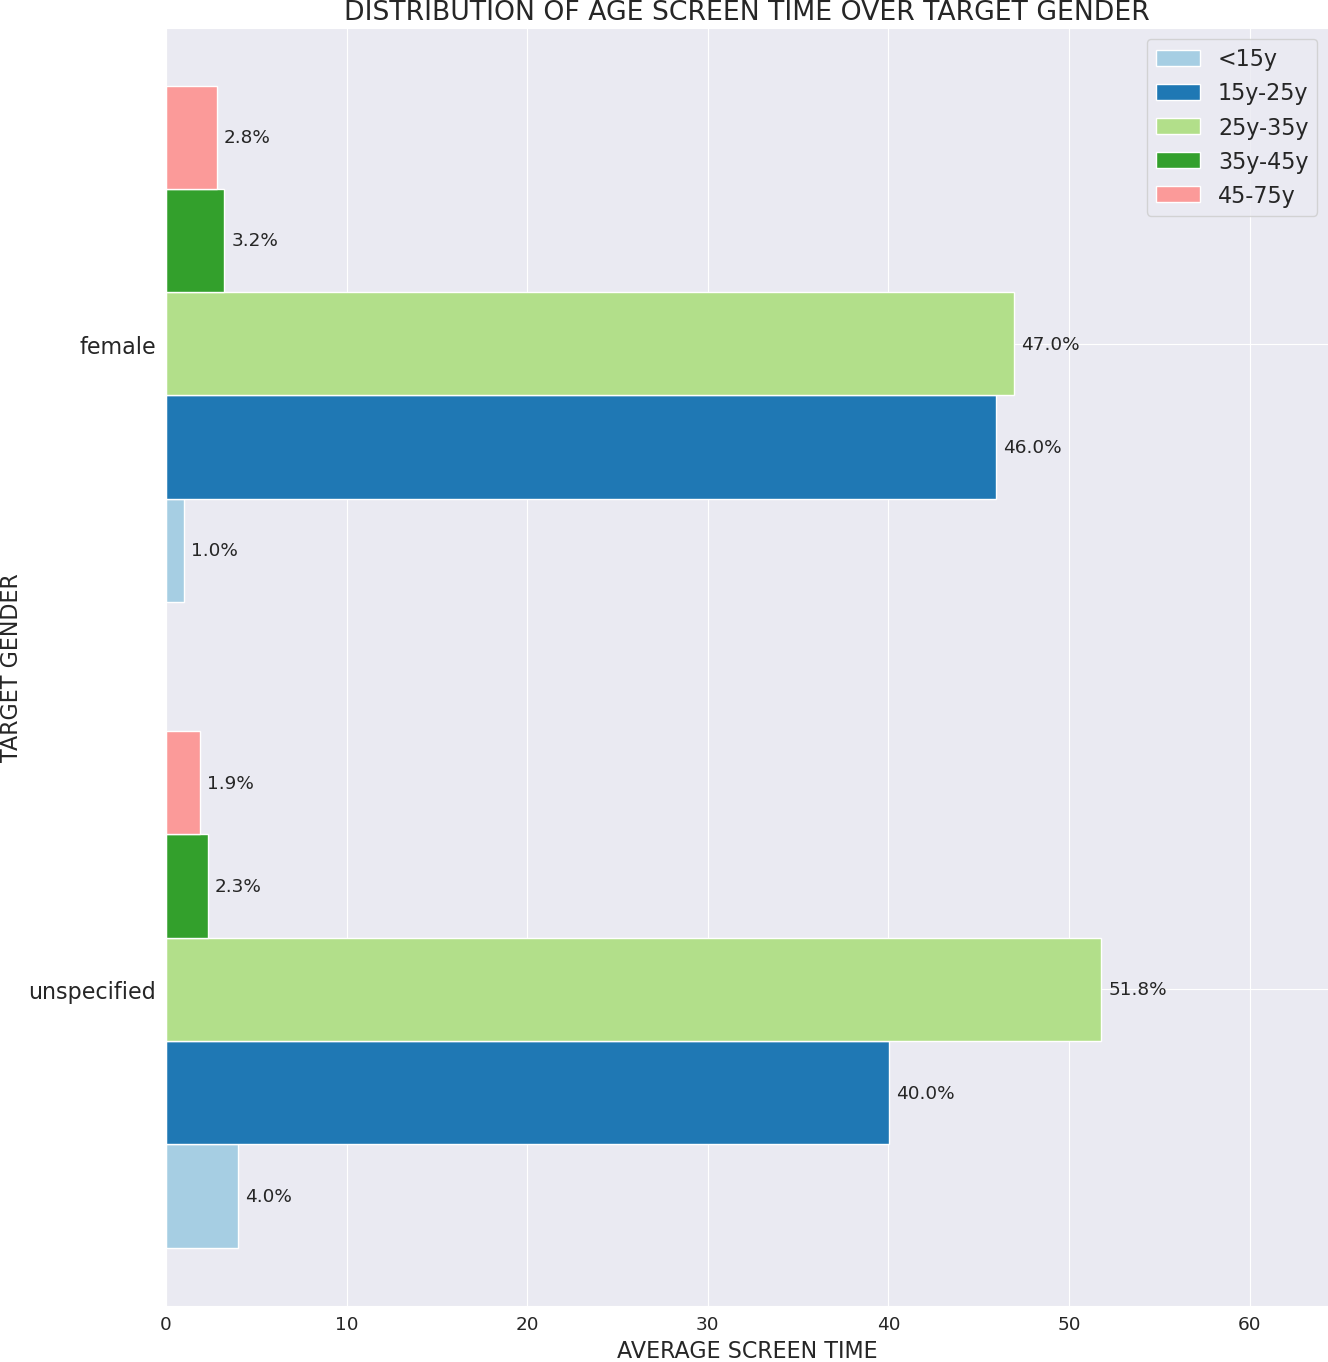 DISTRIBUTION OF AGE SCREEN TIME OVER TARGET GENDER
<15y
15y-25y
25y-35y
35y-45y
45-75y
2.8%
3.2%
female
47.0%
46.0%
1.0%
TARGET GENDER
1.9%
2.3%
unspecified
51.8%
40.0%
4.0%
0 10 20 30 40 50 60
AVERAGE SCREEN TIME